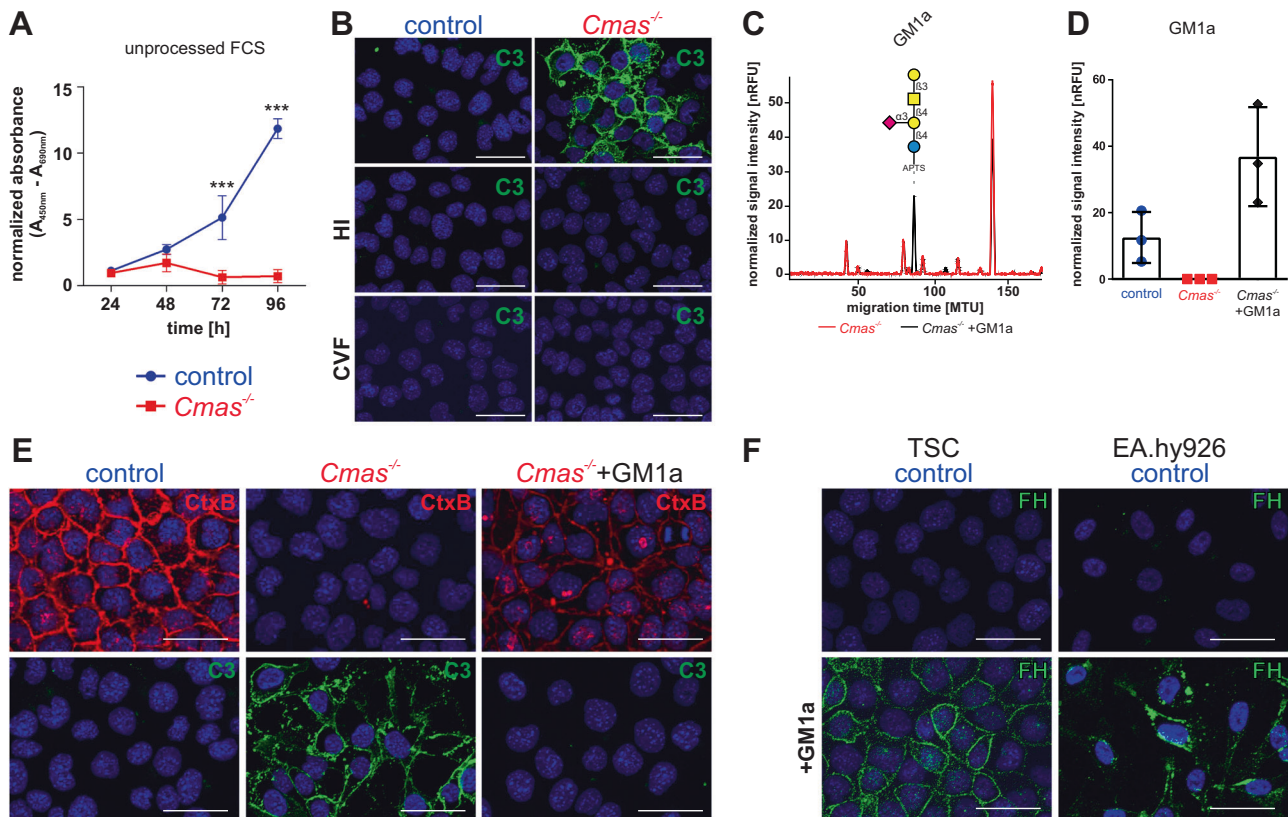 A
unprocessed FCS
normalized absorbance
(A450nm - A690nm)
15
10
5
0
***
***
24 48 72 96
time [h]
control
Cmas-/-
B
control Cmas-/-
C3 C3
HI
C3 C3
CVF
C3 C3
C
GM1a
normalized signal intensity [nRFU]
50
40
30
20
10
0
ß3
ß4
α3
ß4
APTS
50 100 150
migration time [MTU]
Cmas-/- Cmas-/- +GM1a
D
GM1a
normalized signal intensity [nRFU]
60
40
20
0
control Cmas-/- Cmas-/-
+GM1a
E
control Cmas-/- Cmas-/-+GM1a
CtxB CtxB CtxB
C3 C3 C3
F
TSC EA.hy926
control control
FH FH
+GM1a
FH FH